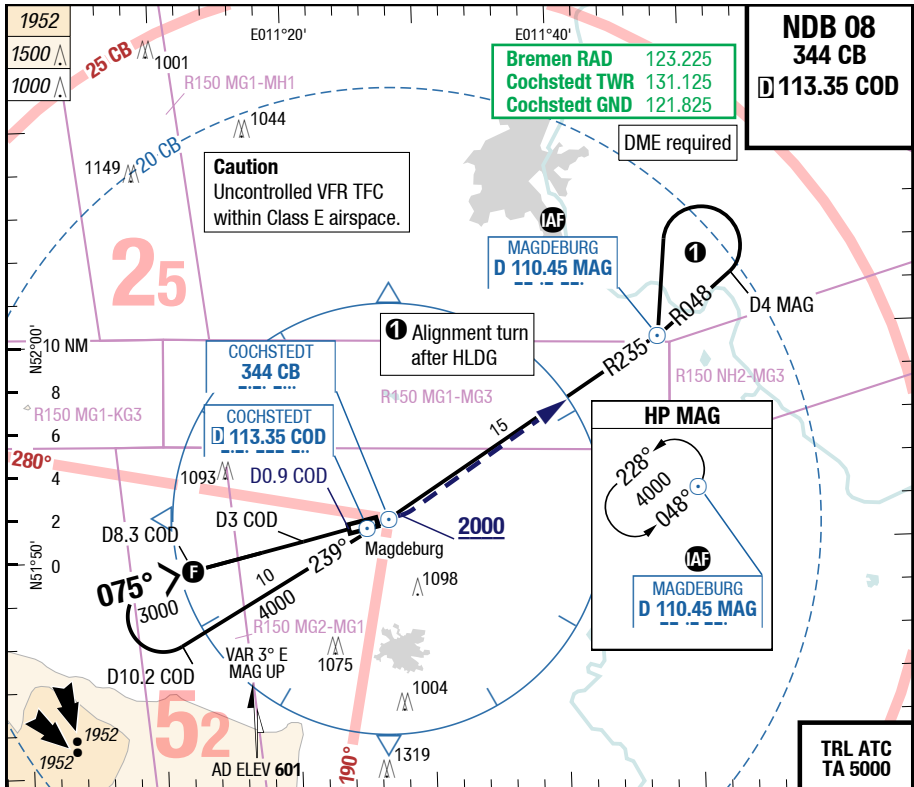 1952
1500
1000
25 CB
1001
R150 MG1-MH1
E011°20'
E011°40'
Bremen RAD 123.225
Cochstedt TWR 131.125
Cochstedt GND 121.825
NDB 08
344 CB
D 113.35 COD
DME required
1044
1149
20 CB
Caution
Uncontrolled VFR TFC
within Class E airspace.
IAF
MAGDEBURG
D 110.45 MAG
1
R048
D4 MAG
25
1 Alignment turn
after HLDG
R235
N52°00'
10 NM
COCHSTEDT
344 CB
R150 MG1-MG3
R150 NH2-MG3
8
R150 MG1-KG3
COCHSTEDT
D 113.35 COD
15
HP MAG
6
280°
228°
4000
048°
4
1093
D0.9 COD
D3 COD
2
D8.3 COD
2000
Magdeburg
N51°50'
0
F
239°
IAF
075°
3000
10
4000
1098
MAGDEBURG
D 110.45 MAG
R150 MG2-MG1
D10.2 COD
VAR 3° E
MAG UP
1075
1004
52
1952
1952
190°
1319
AD ELEV 601
TRL ATC
TA 5000